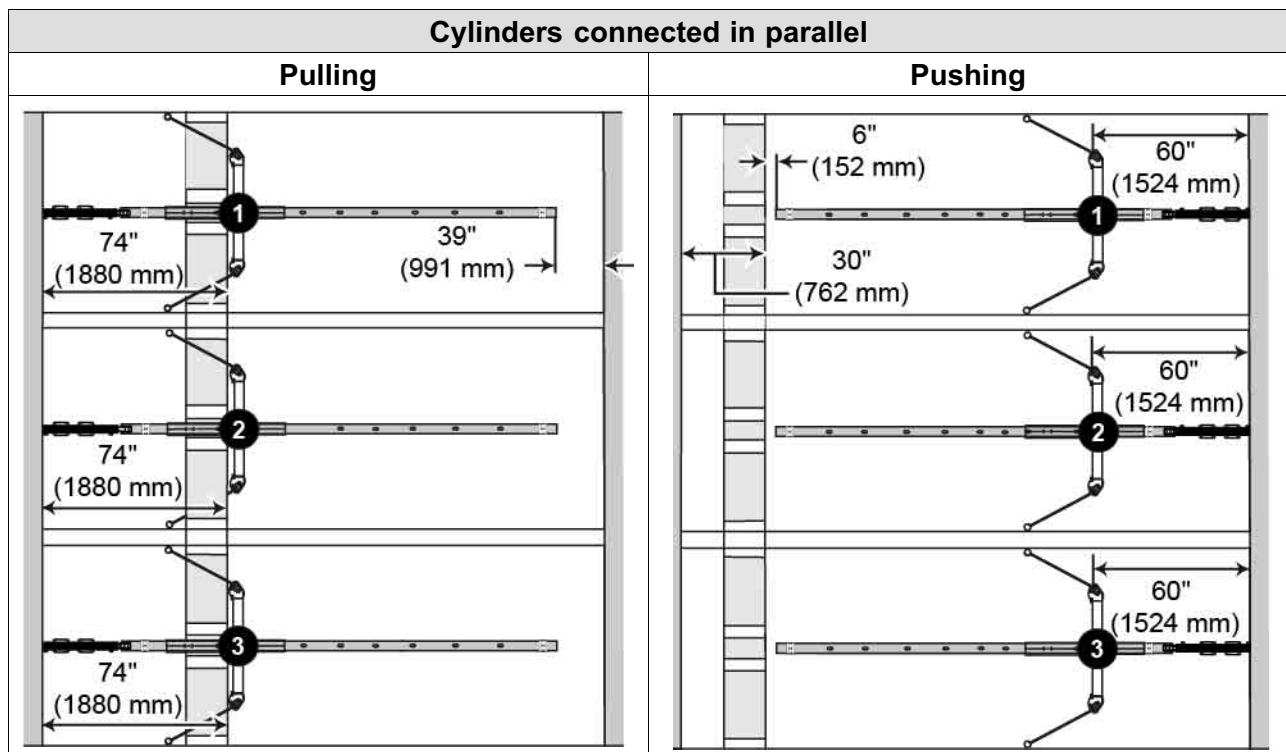 Cylinders connected in parallel
Pulling
74"
(1880 mm)
39"
(991 mm)
1
74"
(1880 mm)
2
74"
(1880 mm)
3
Pushing
6"
(152 mm)
60"
(1524 mm)
1
30"
(762 mm)
60"
(1524 mm)
2
60"
(1524 mm)
3